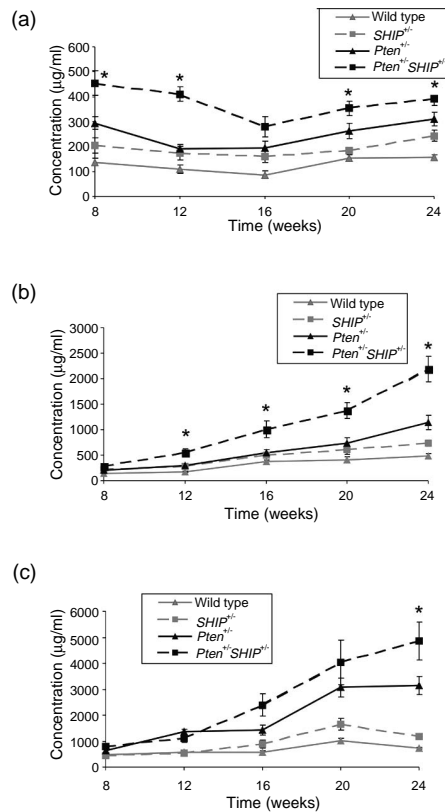 (a)
Wild type
SHIP+/-
Pten+/-
Pten+/-SHIP+/-
Concentration (µg/ml)
600
500
400
300
200
100
0
* * * *
8 12 16 20 24
Time (weeks)
(b)
Wild type
SHIP+/-
Pten+/-
Pten+/-SHIP+/-
Concentration (µg/ml)
3000
2500
2000
1500
1000
500
0
* * * * *
8 12 16 20 24
Time (weeks)
(c)
Wild type
SHIP+/-
Pten+/-
Pten+/-SHIP+/-
Concentration (µg/ml)
6000
5000
4000
3000
2000
1000
0
*
8 12 16 20 24
Time (weeks)